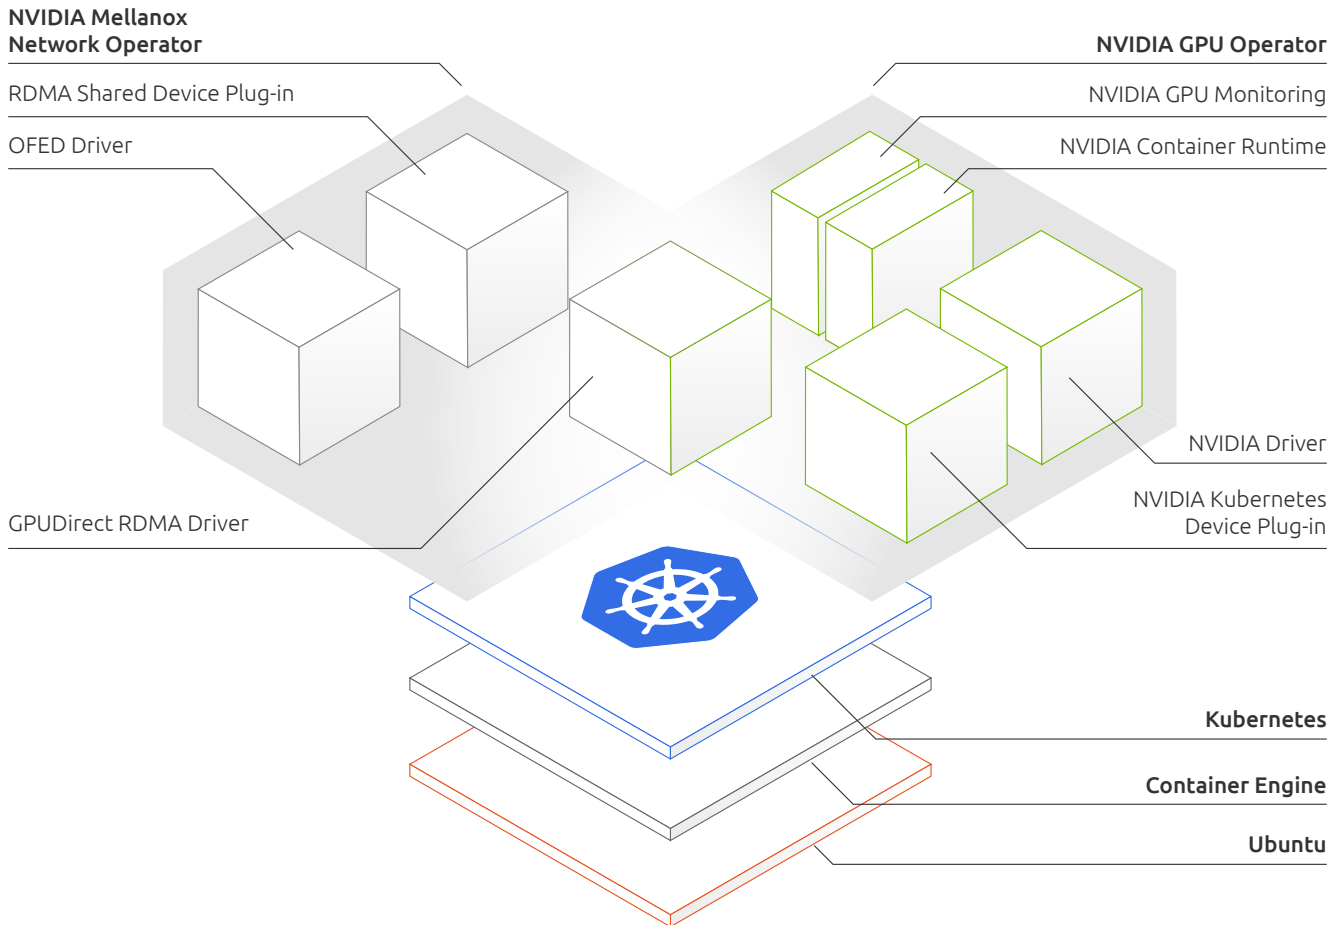 NVIDIA Mellanox
Network Operator
RDMA Shared Device Plug-in
OFED Driver
GPUDirect RDMA Driver
NVIDIA GPU Operator
NVIDIA GPU Monitoring
NVIDIA Container Runtime
NVIDIA Driver
NVIDIA Kubernetes
Device Plug-in
Kubernetes
Container Engine
Ubuntu